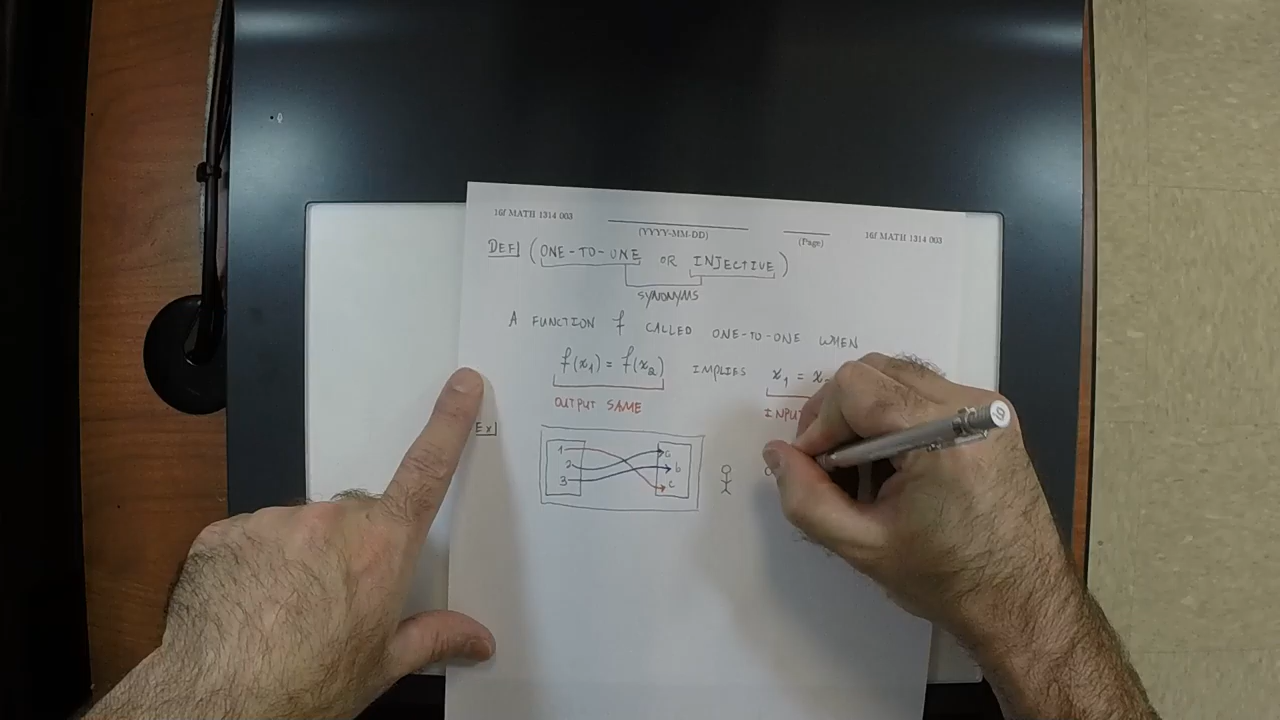 16f MATH 1314 003 (YYYY-MM-DD) (Page) 16f MATH 1314 003
DEF (ONE-TO-ONE OR INJECTIVE)
SYNONYMS
A FUNCTION f CALLED ONE-TO-ONE WHEN
f(x₁) = f(x₂) IMPLIES x₁ = x
OUTPUT SAME INPU
Ex
1 a
2 b
3 c